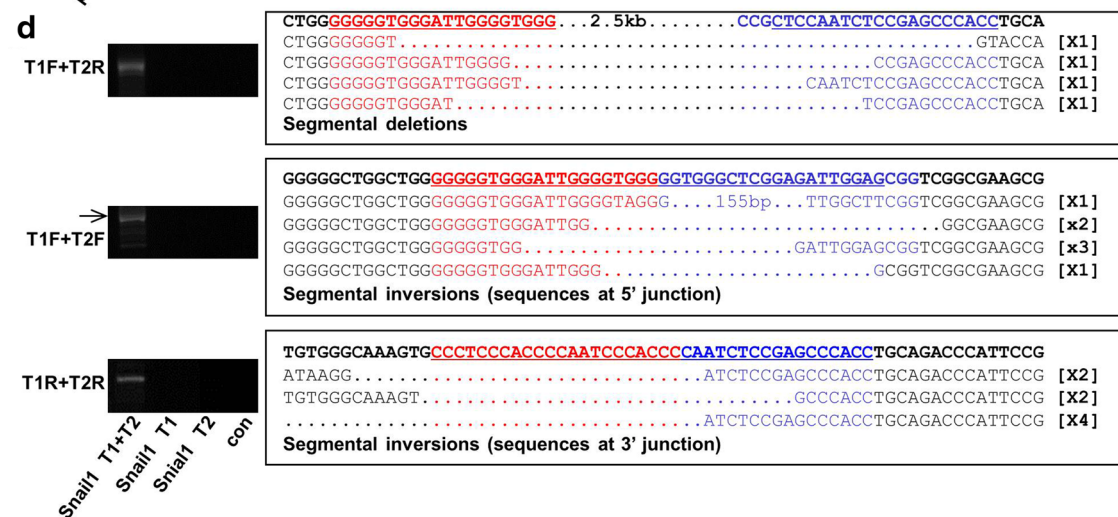 d
T1F+T2R
CTGGGGGGGTGGGATTGGGGTGGG...2.5kb........CCGCTCCAATCTCCGAGCCCACCTGCA
CTGGGGGGGT...................................................GTACCA [X1]
CTGGGGGGGTGGGATTGGGG................................CCGAGCCCACCTGCA [X1]
CTGGGGGGGTGGGATTGGGGT.........................CAATCTCCGAGCCCACCTGCA [X1]
CTGGGGGGGTGGGAT....................................TCCGAGCCCACCTGCA [X1]
Segmental deletions
T1F+T2F
GGGGGCTGGCTGGGGGGGTGGGATTGGGGTGGGGGTGGGCTCGGAGATTGGAGCGGTCGGCGAAGCG
GGGGGCTGGCTGGGGGGGTGGGATTGGGGTAGGG....155bp...TTGGCTTCGGTCGGCGAAGCG [X1]
GGGGGCTGGCTGGGGGGGTGGGATTGG...............................GGCGAAGCG [x2]
GGGGGCTGGCTGGGGGGGTGG........................GATTGGAGCGGTCGGCGAAGCG [x3]
GGGGGCTGGCTGGGGGGGTGGGATTGGG........................GCGGTCGGCGAAGCG [X1]
Segmental inversions (sequences at 5' junction)
T1R+T2R
TGTGGGCAAAGTGCCCTCCCACCCCAATCCCACCCCAATCTCCGAGCCCACCTGCAGACCCATTCCG
ATAAGG...............................ATCTCCGAGCCCACCTGCAGACCCATTCCG [X2]
TGTGGGCAAAGT.................................GCCCACCTGCAGACCCATTCCG [X2]
.....................................ATCTCCGAGCCCACCTGCAGACCCATTCCG [X4]
Segmental inversions (sequences at 3' junction)
Snail1 T1+T2
Snail1 T1
Snial1 T2
con